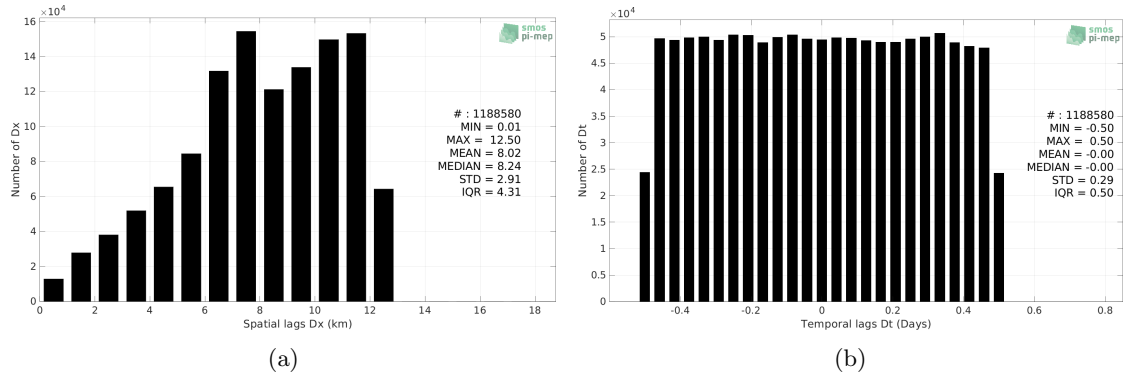 ×10⁴
16
14
12
10
8
6
4
2
0
Number of Dx
smos
pi-mep
# : 1188580
MIN = 0.01
MAX = 12.50
MEAN = 8.02
MEDIAN = 8.24
STD = 2.91
IQR = 4.31
0 2 4 6 8 10 12 14 16 18
Spatial lags Dx (km)
(a)
×10⁴
5
4.5
4
3.5
3
2.5
2
1.5
1
0.5
0
Number of Dt
smos
pi-mep
# : 1188580
MIN = -0.50
MAX = 0.50
MEAN = -0.00
MEDIAN = -0.00
STD = 0.29
IQR = 0.50
-0.4 -0.2 0 0.2 0.4 0.6 0.8
Temporal lags Dt (Days)
(b)